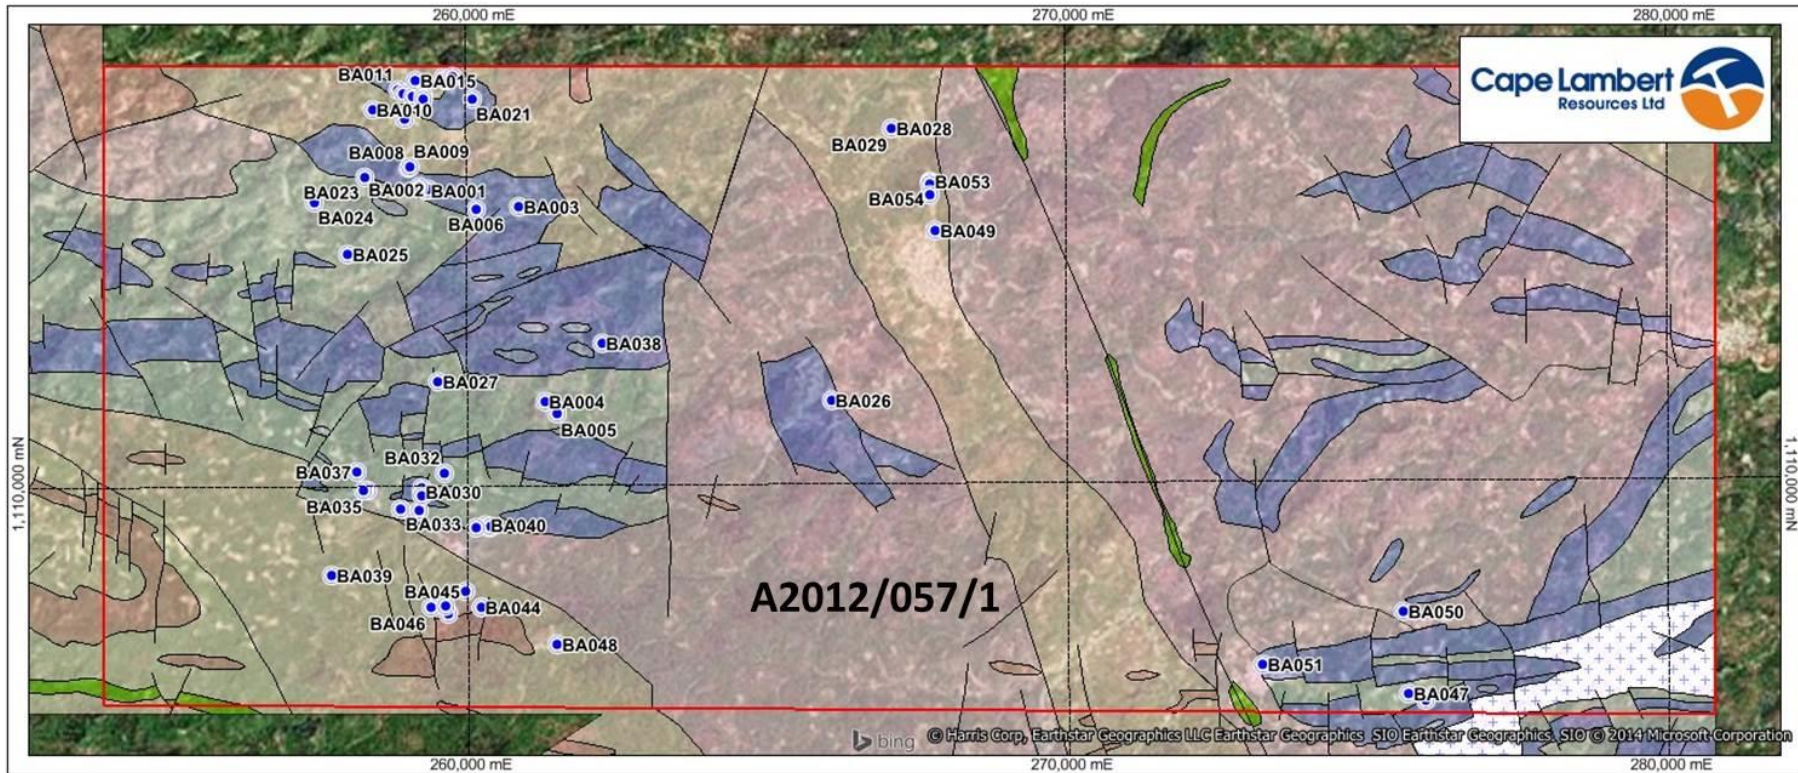 260,000 mE
270,000 mE
280,000 mE
Cape Lambert
Resources Ltd
BA011
BA015
BA010
BA021
BA028
BA029
BA008
BA009
BA023
BA002
BA001
BA053
BA054
BA003
BA024
BA006
BA049
BA025
BA038
BA027
BA004
BA026
BA005
BA032
BA037
BA030
BA035
BA033
BA040
1,110,000 mN
1,110,000 mN
BA039
BA045
BA044
A2012/057/1
BA046
BA050
BA048
BA051
BA047
bing
© Harris Corp, Earthstar Geographics LLC Earthstar Geographics SIO Earthstar Geographics, SIO © 2014 Microsoft Corporation
260,000 mE
270,000 mE
280,000 mE